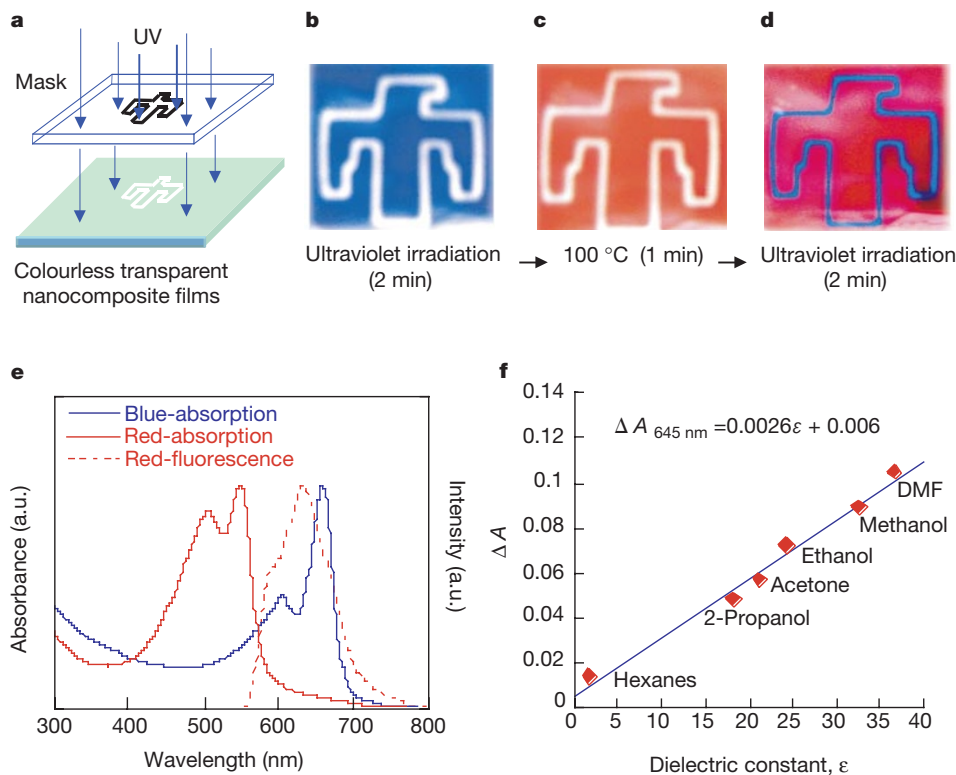 a
UV
Mask
Colourless transparent
nanocomposite films
b
Ultraviolet irradiation
(2 min)
c
100 °C (1 min)
d
Ultraviolet irradiation
(2 min)
e
Blue-absorption
Red-absorption
Red-fluorescence
Absorbance (a.u.)
Intensity (a.u.)
300 400 500 600 700 800
Wavelength (nm)
f
0.14
0.12
0.1
0.08
0.06
0.04
0.02
0
Δ A
Δ A 645 nm =0.0026ε + 0.006
DMF
Methanol
Ethanol
Acetone
2-Propanol
Hexanes
0 5 10 15 20 25 30 35 40
Dielectric constant, ε